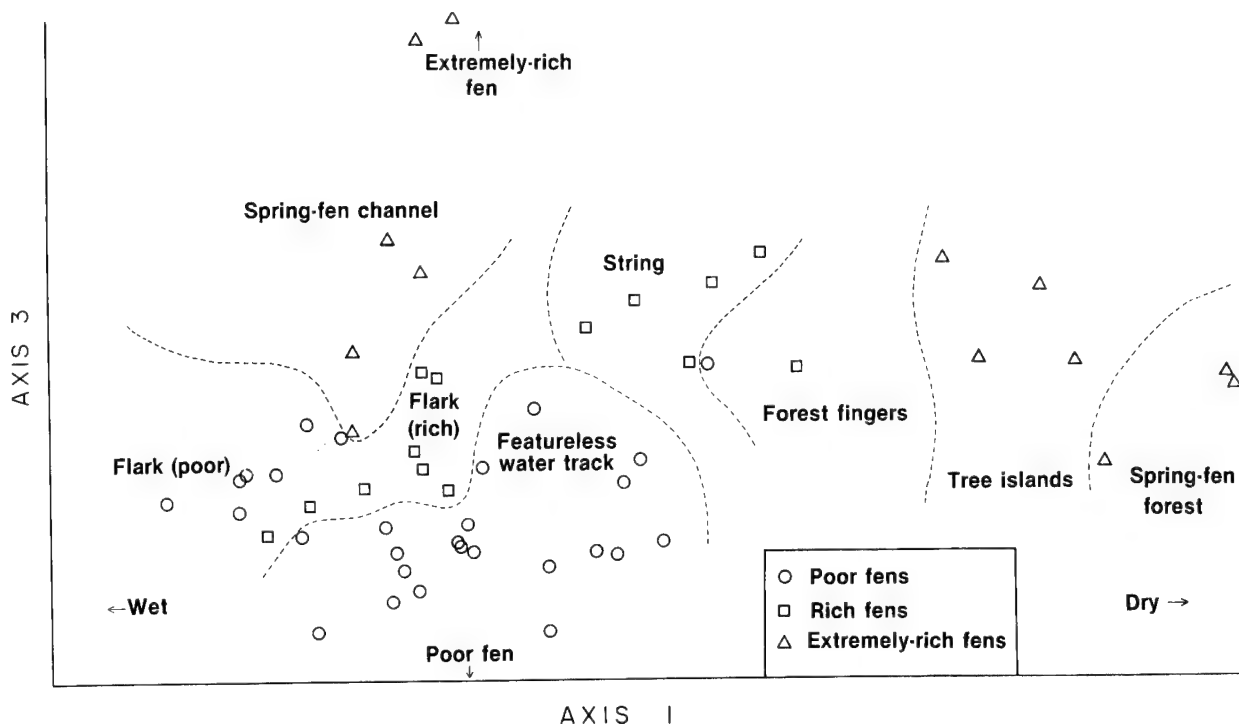 Extremely-rich
fen
Spring-fen channel
String
AXIS 3
Flark
(rich)
Forest fingers
Featureless
water track
Flark (poor)
Tree islands
Spring-fen
forest
Poor fens
Rich fens
Extremely-rich fens
←Wet
Dry →
Poor fen
AXIS 1